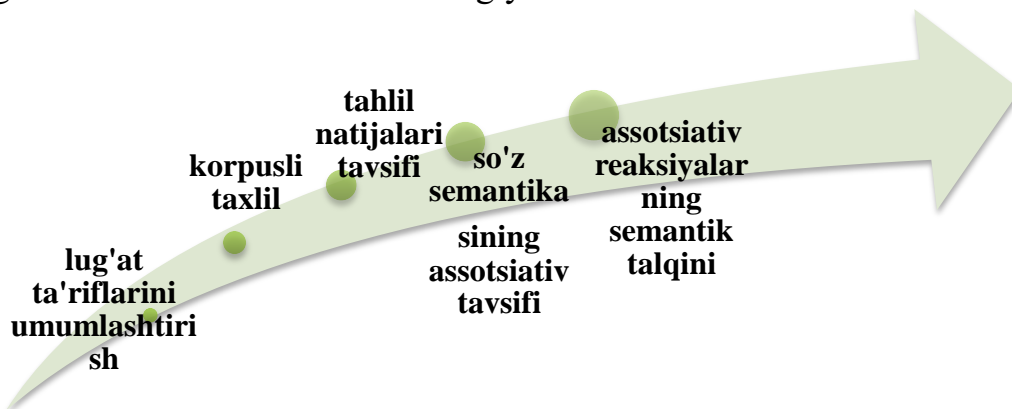 lug'at
ta'riflarini
umumlashtiri
sh
korpusli
taxlil
tahlil
natijalari
tavsifi
so'z
semantika
sining
assotsiativ
tavsifi
assotsiativ
reaksiyalar
ning
semantik
talqini